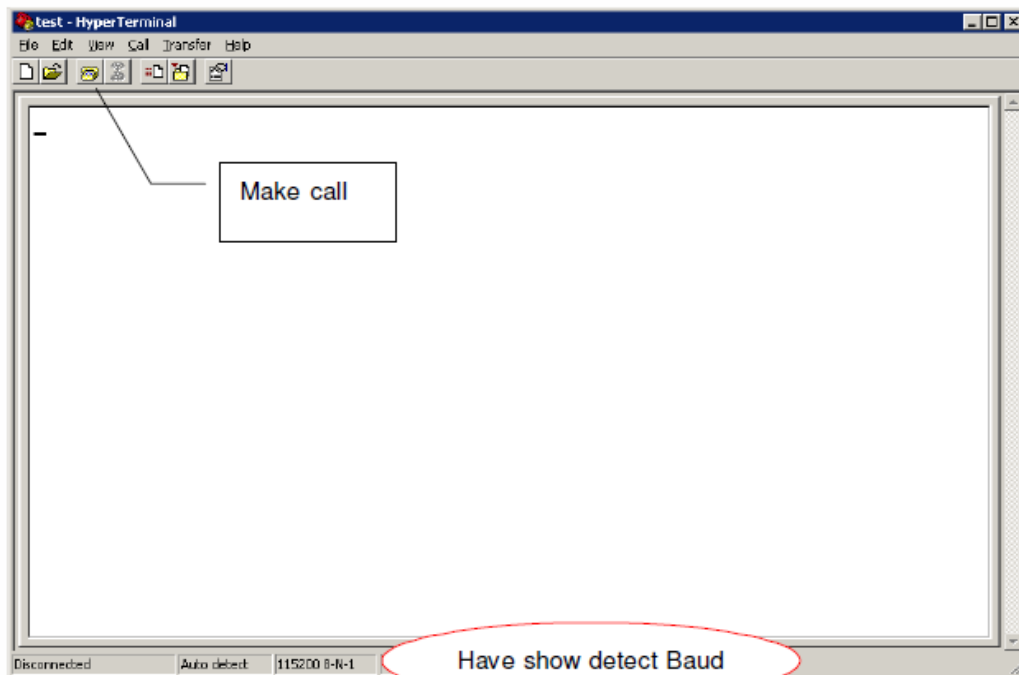 test - HyperTerminal
File Edit View Call Transfer Help
Make call
Disconnected Auto detect 115200 8-N-1
Have show detect Baud